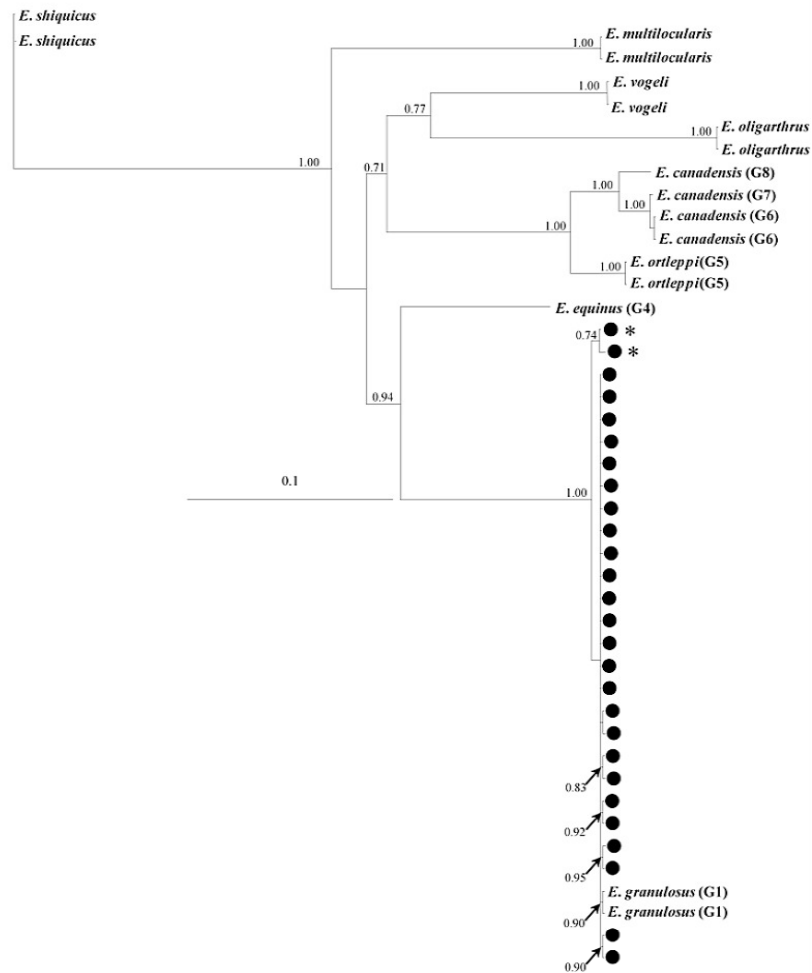 E. shiquicus
E. shiquicus
E. multilocularis
1.00
E. multilocularis
E. vogeli
1.00
E. vogeli
0.77
E. oligarthrus
1.00
E. oligarthrus
1.00
0.71
E. canadensis (G8)
1.00
E. canadensis (G7)
1.00
E. canadensis (G6)
1.00
E. canadensis (G6)
E. ortleppi(G5)
1.00
E. ortleppi(G5)
E. equinus (G4)
0.74
*
*
0.94
0.1
1.00
0.83
0.92
0.95
E. granulosus (G1)
E. granulosus (G1)
0.90
0.90